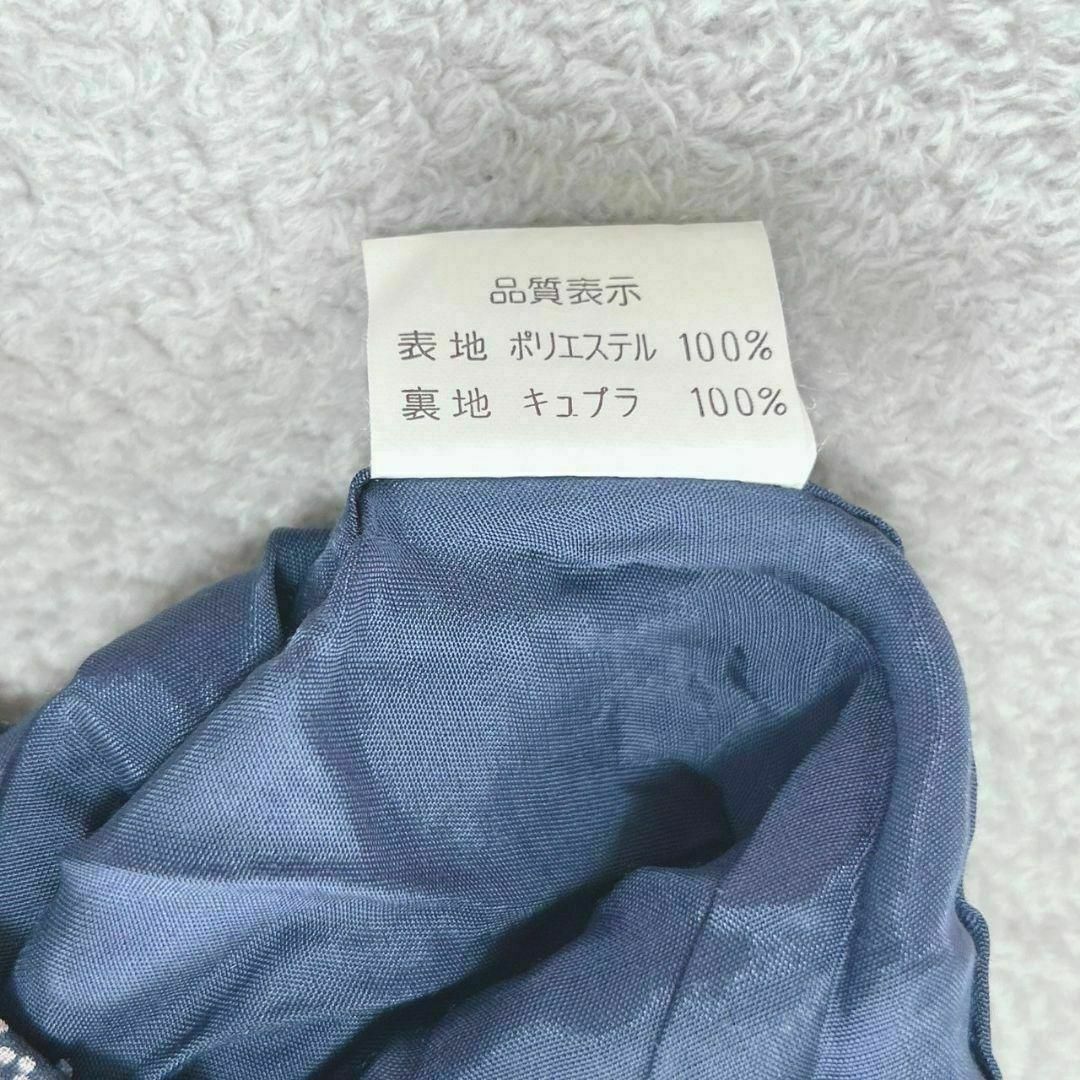 品質表示
表地 ポリエステル 100%
裏地 キュプラ 100%